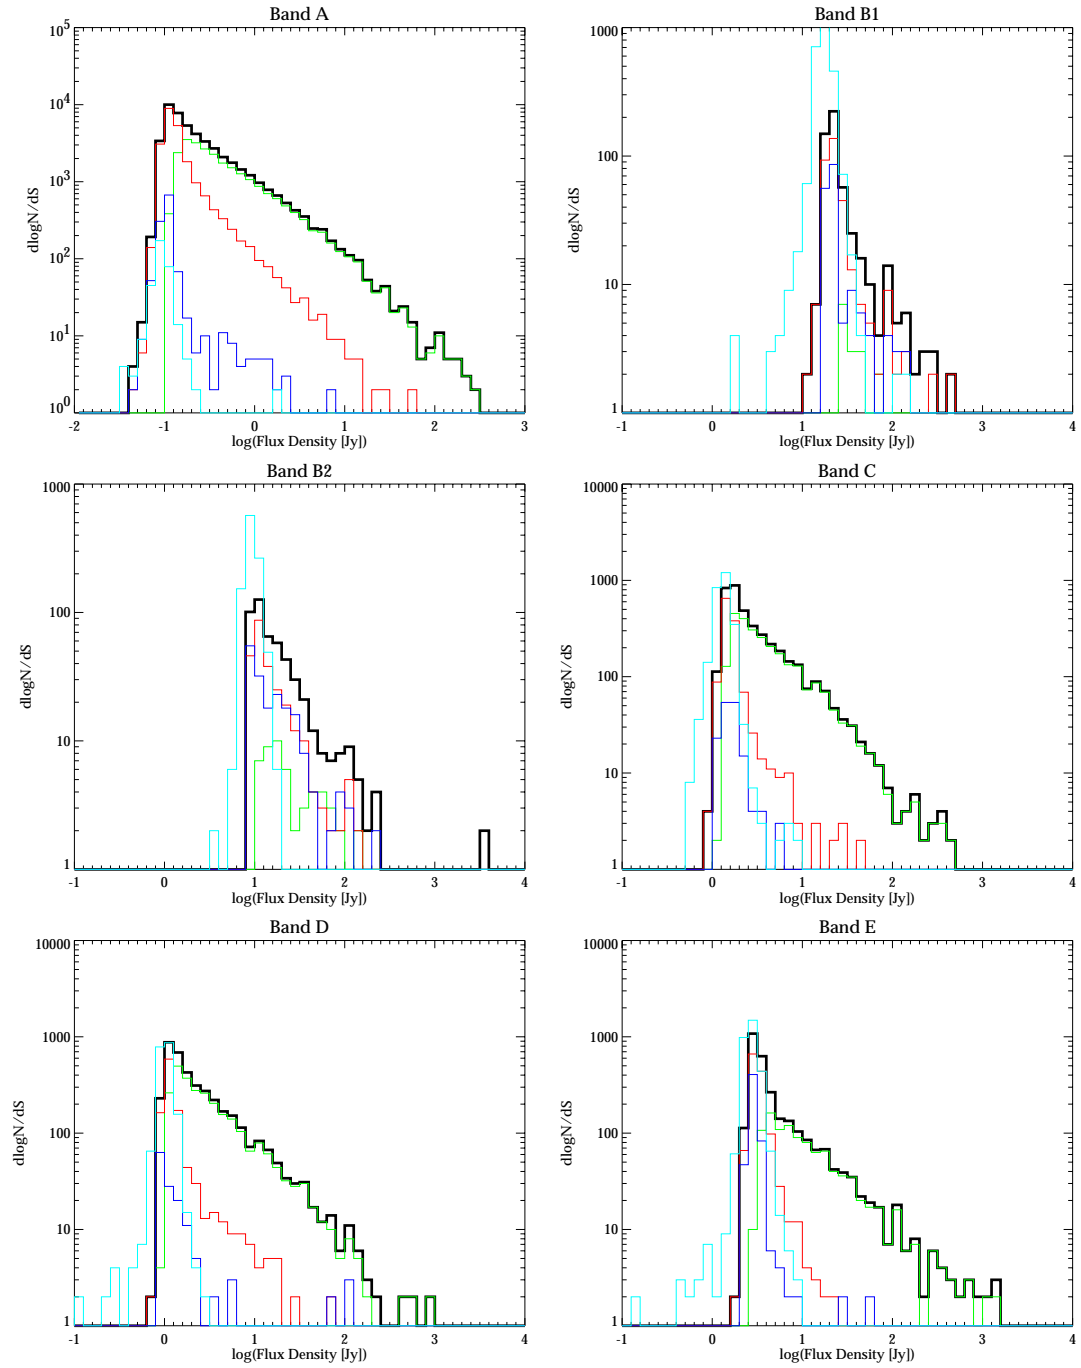 Band A
10^5
10^4
10^3
10^2
10^1
10^0
dlogN/dS
-2 -1 0 1 2 3
log(Flux Density [Jy])
Band B1
1000
100
10
1
dlogN/dS
-1 0 1 2 3 4
log(Flux Density [Jy])
Band B2
1000
100
10
1
dlogN/dS
-1 0 1 2 3 4
log(Flux Density [Jy])
Band C
10000
1000
100
10
1
dlogN/dS
-1 0 1 2 3 4
log(Flux Density [Jy])
Band D
10000
1000
100
10
1
dlogN/dS
-1 0 1 2 3 4
log(Flux Density [Jy])
Band E
10000
1000
100
10
1
dlogN/dS
-1 0 1 2 3 4
log(Flux Density [Jy])